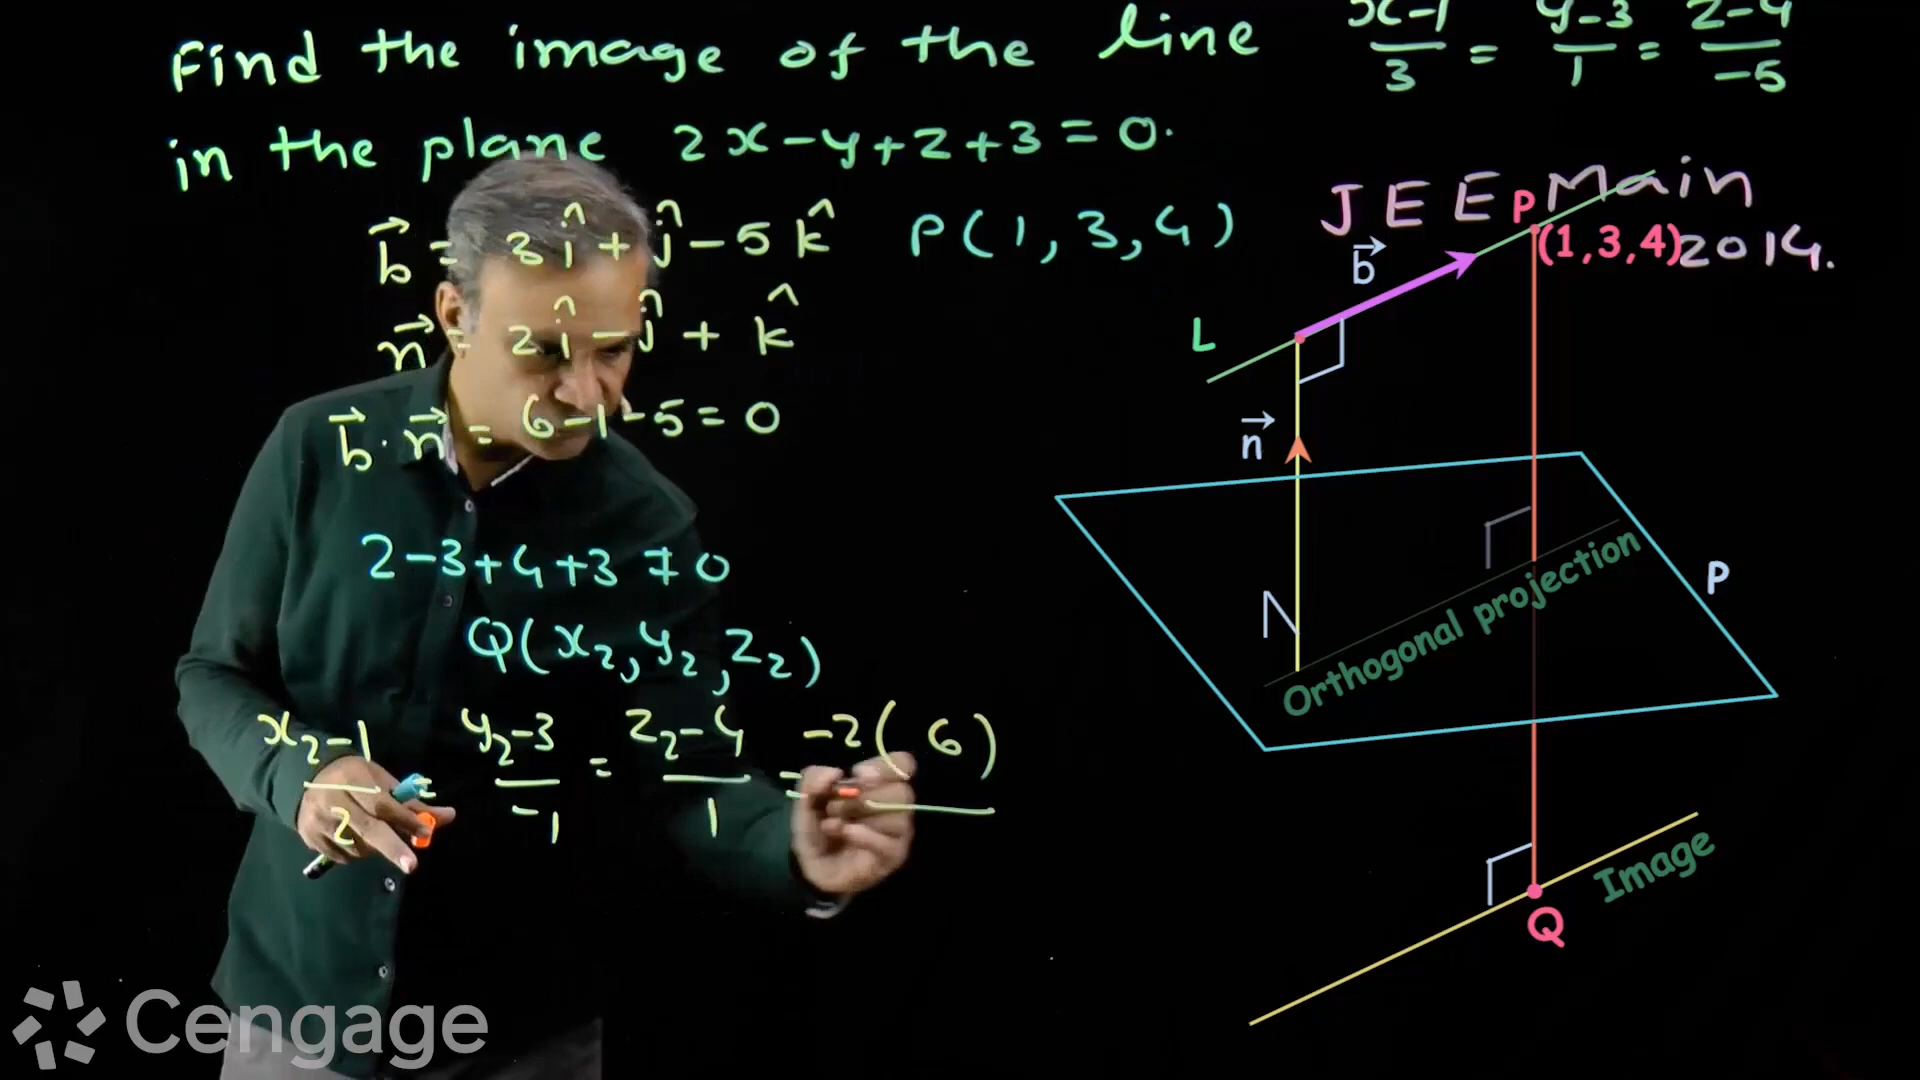 Find the image of the line x-1/3 = y-3/1 = z-4/-5
in the plane 2x-y+z+3=0.
JEE Main
2014.
b⃗ = 3î + ĵ - 5k̂ P(1,3,4)
n⃗ = 2î - ĵ + k̂
b⃗ · n⃗ = 6-1-5=0
2-3+4+3≠0
Q(x₂,y₂,z₂)
x₂-1/2 = y₂-3/-1 = z₂-4/1 = -2(6)
P
(1,3,4)
b⃗
L
n⃗
P
Orthogonal projection
Image
Q
Cengage